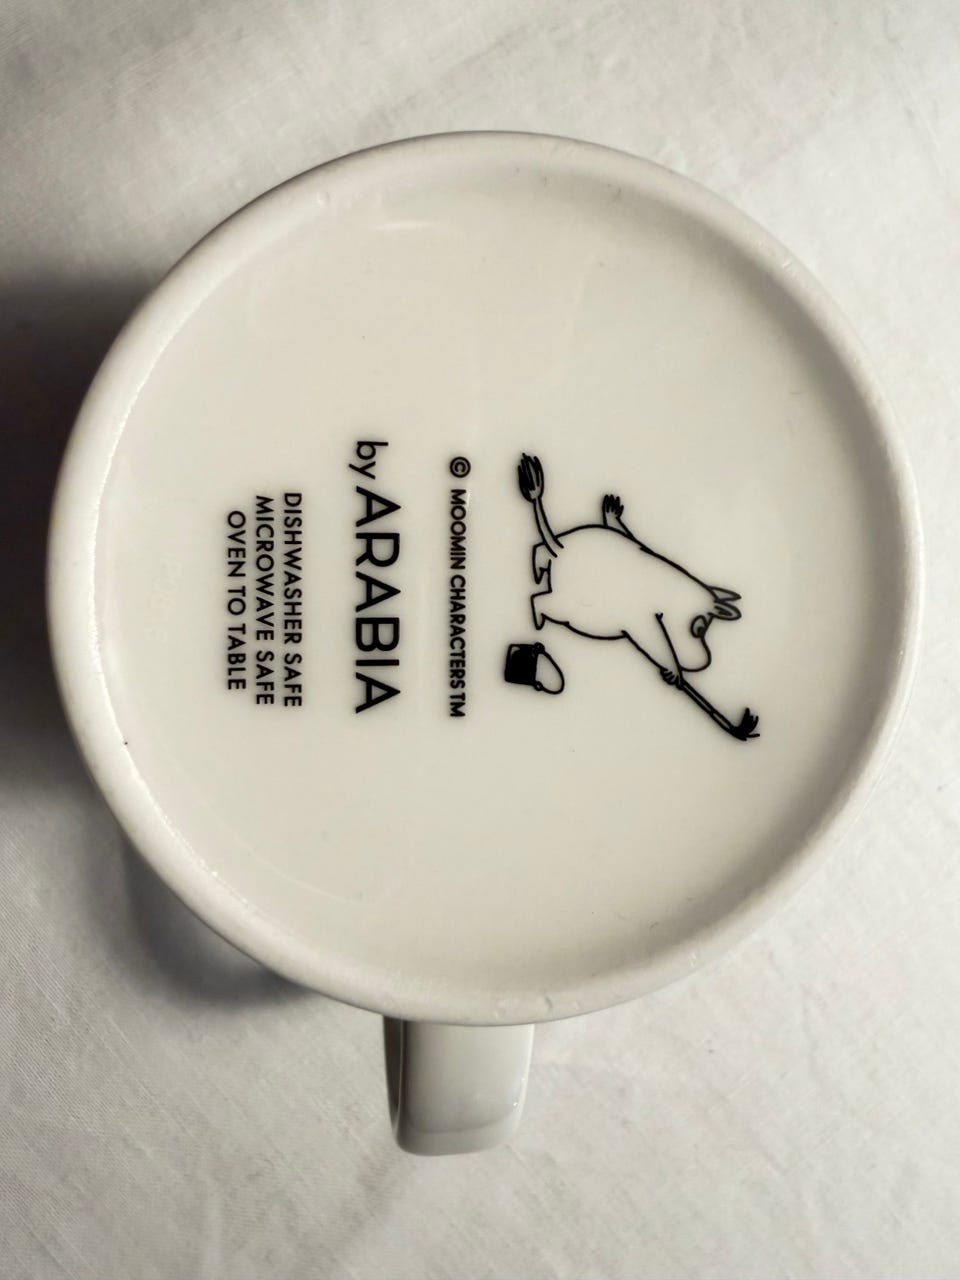 © MOOMIN CHARACTERS TM
by ARABIA
DISHWASHER SAFE
MICROWAVE SAFE
OVEN TO TABLE